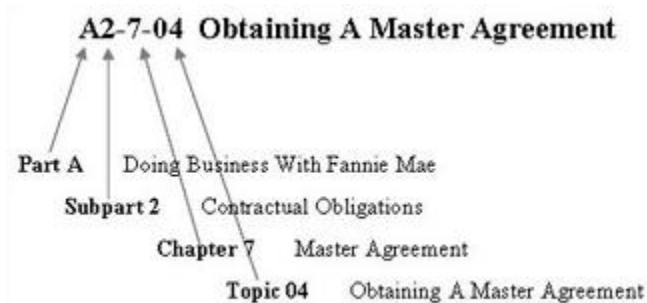 A2-7-04 Obtaining A Master Agreement
Part A Doing Business With Fannie Mae
Subpart 2 Contractual Obligations
Chapter 7 Master Agreement
Topic 04 Obtaining A Master Agreement